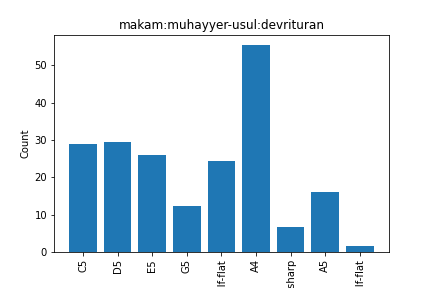 makam:muhayyer-usul:devrituran
Count
50
40
30
20
10
0
C5
D5
E5
G5
lf-flat
A4
sharp
A5
lf-flat